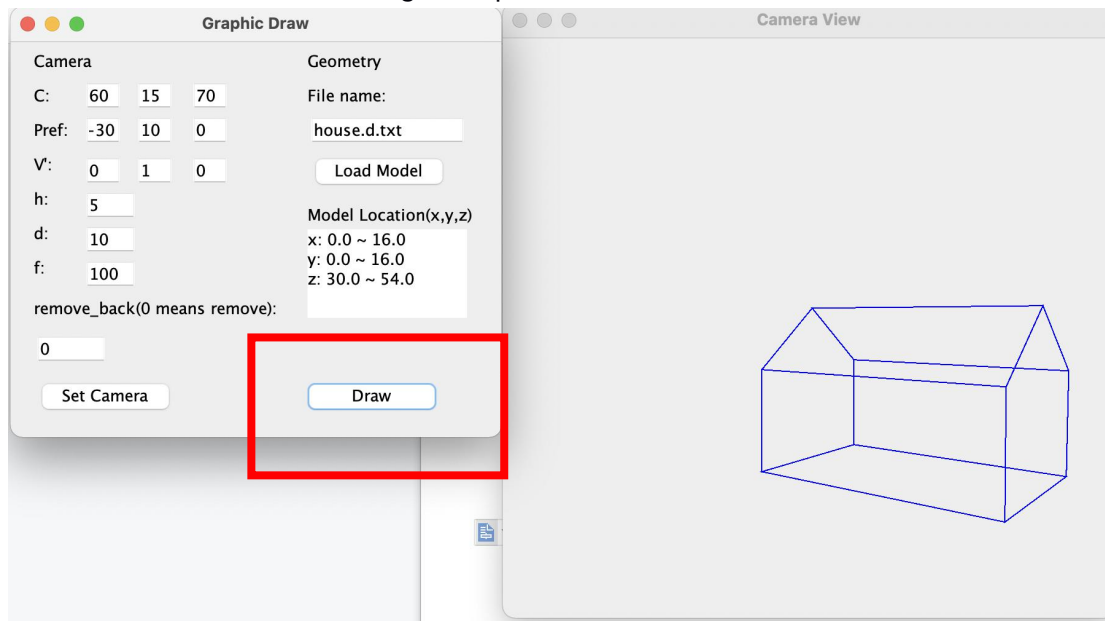 Graphic Draw
Camera
C: 60 15 70
Pref: -30 10 0
V': 0 1 0
h: 5
d: 10
f: 100
remove_back(0 means remove):
0
Set Camera
Geometry
File name:
house.d.txt
Load Model
Model Location(x,y,z)
x: 0.0 ~ 16.0
y: 0.0 ~ 16.0
z: 30.0 ~ 54.0
Draw
Camera View